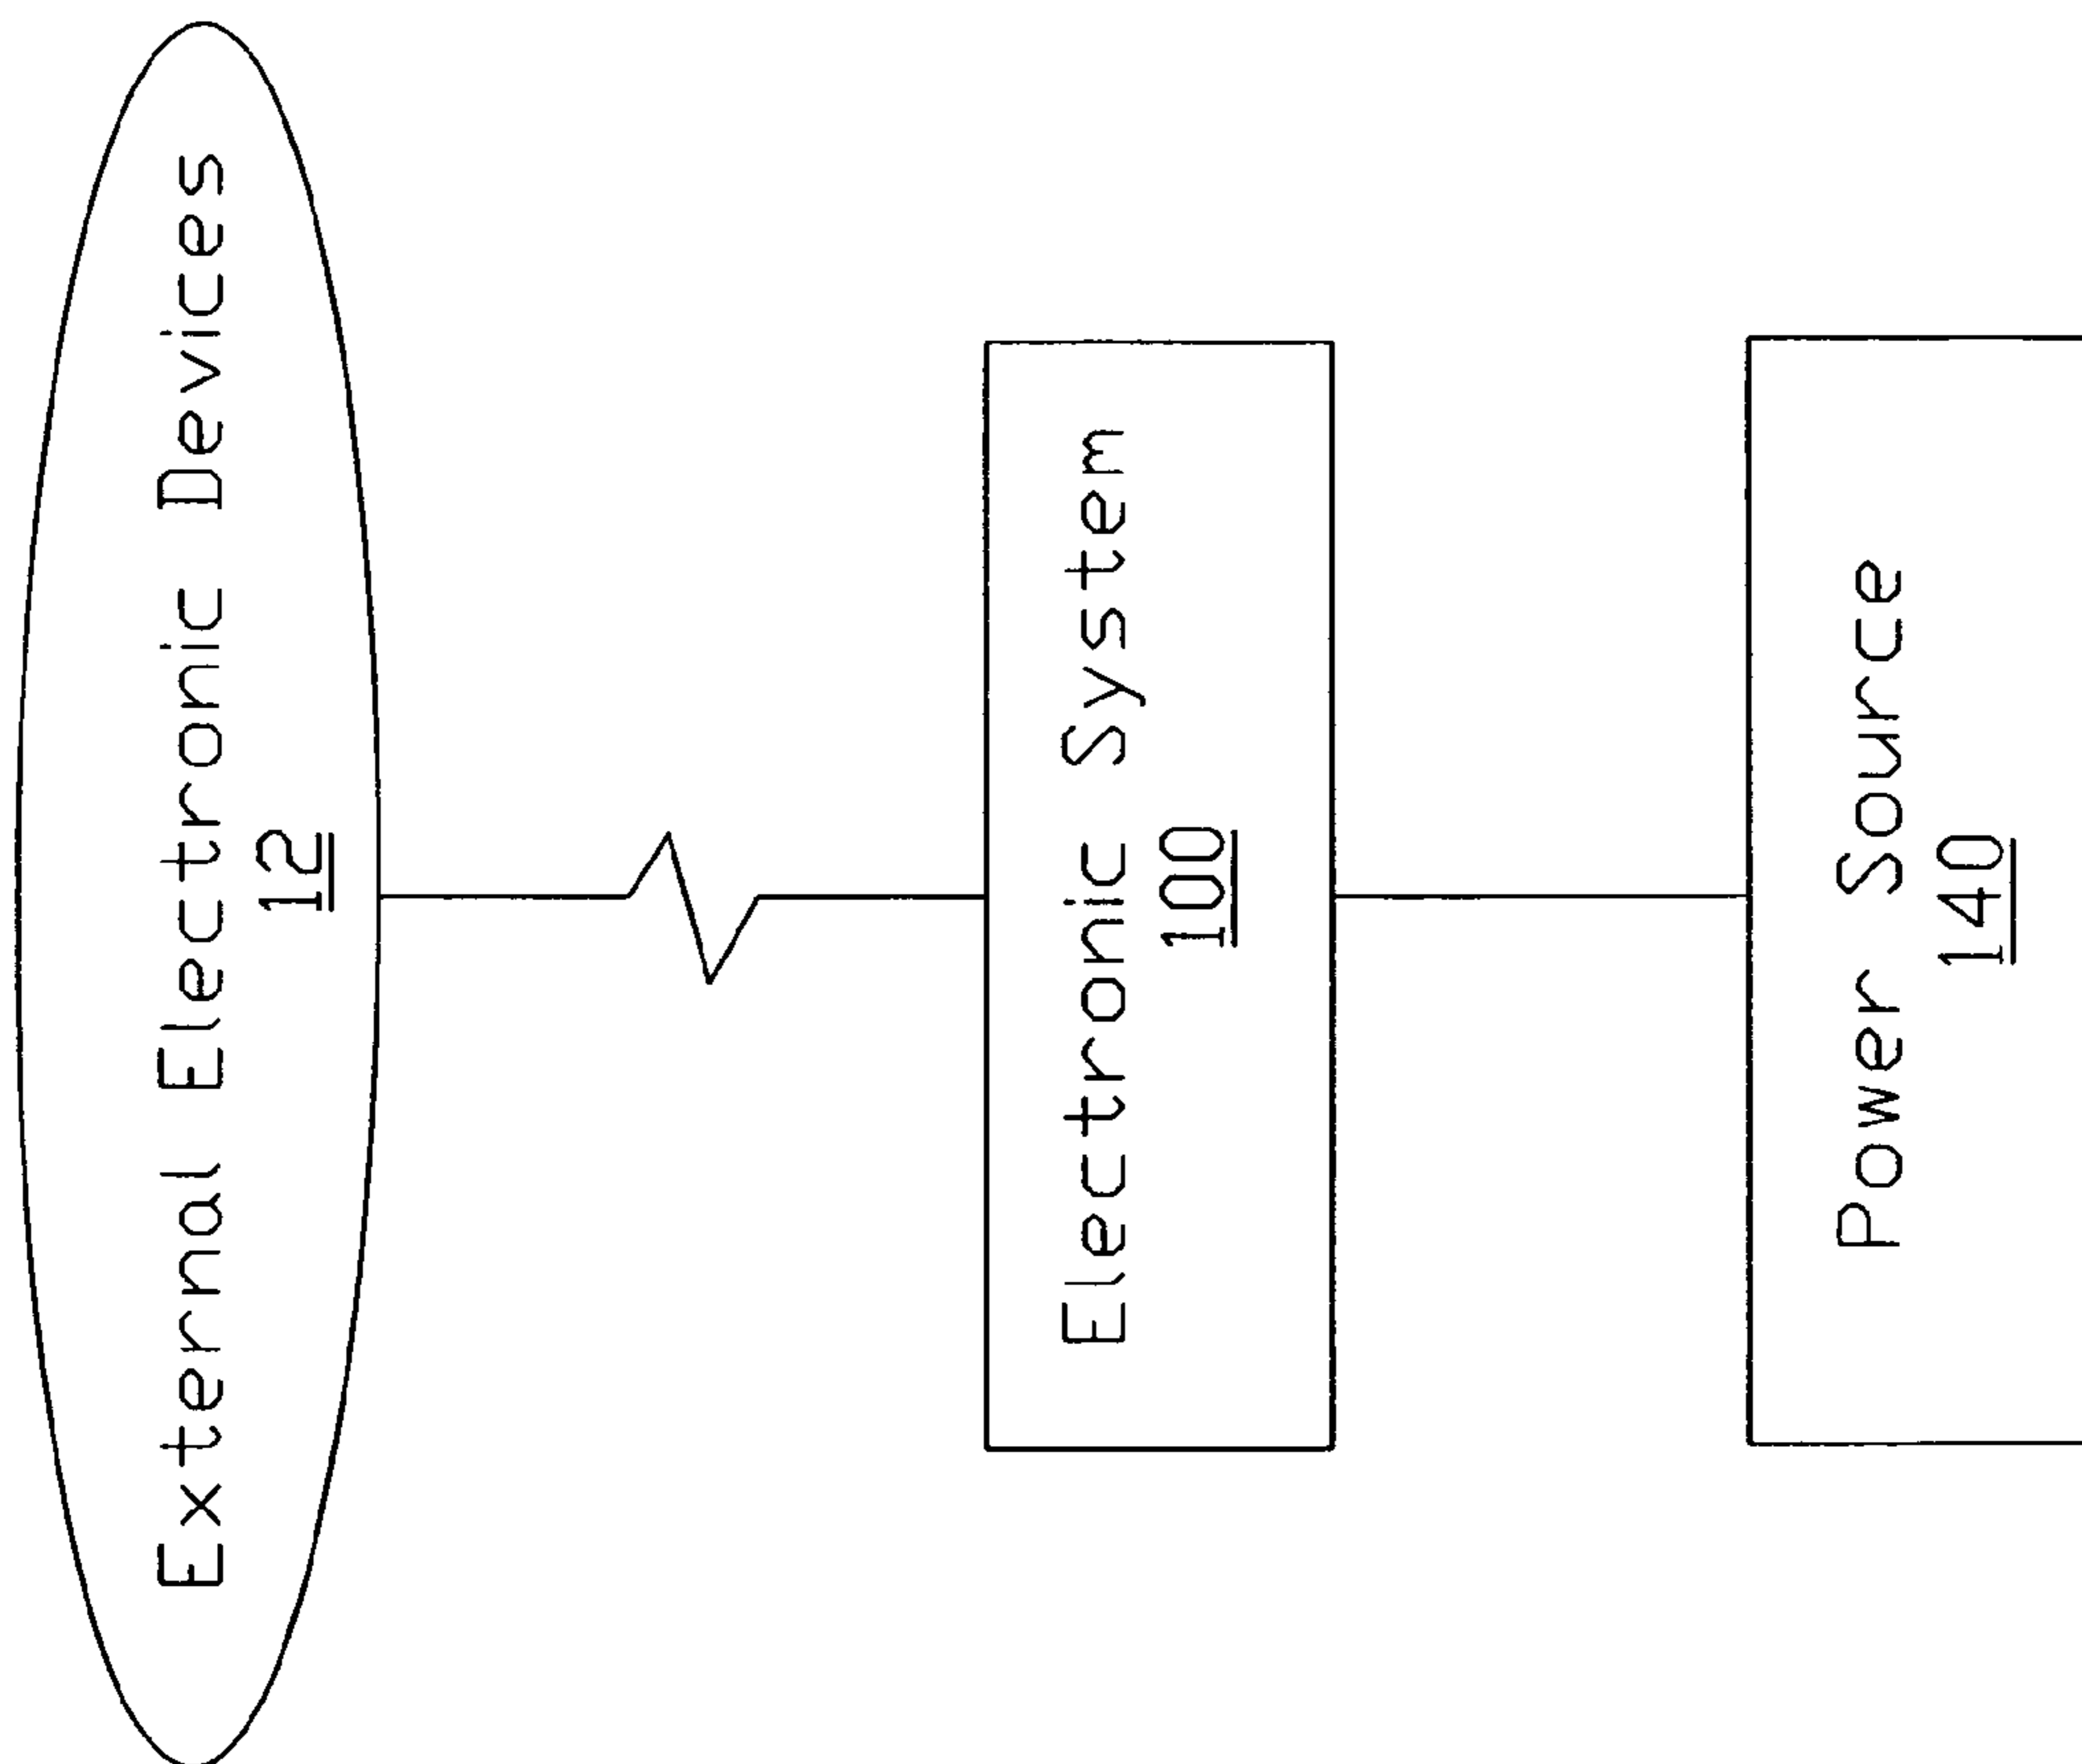 External Electronic Devices
12
Electronic System
100
Power Source
140